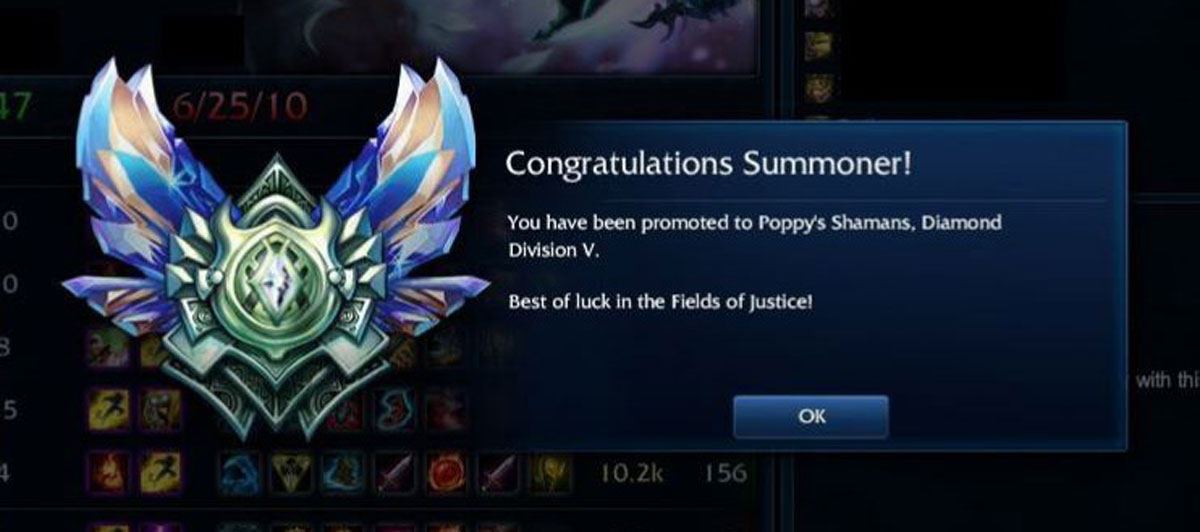 47 6/25/10
Congratulations Summoner!
You have been promoted to Poppy's Shamans, Diamond
Division V.
Best of luck in the Fields of Justice!
OK
0
0
8
5
4
10.2k 156
with thi